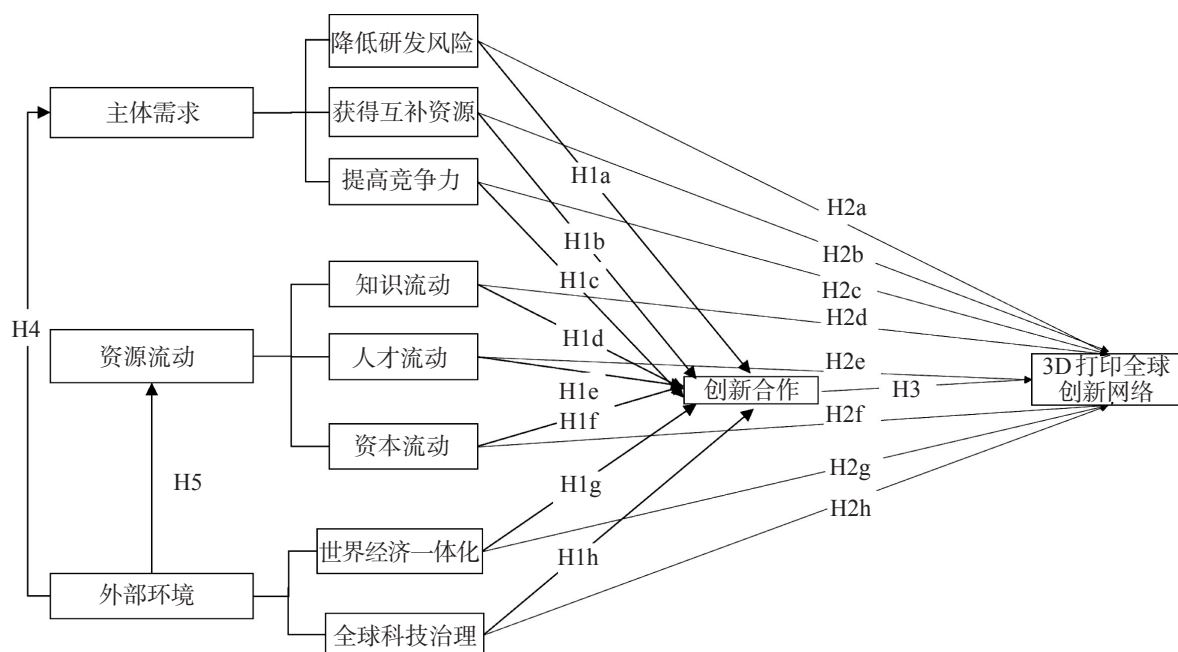 降低研发风险
主体需求
获得互补资源
提高竞争力
H1a
H2a
H1b
H2b
H1c
H2c
知识流动
H2d
H4
H1d
资源流动
人才流动
H2e
3D 打印全球
创新网络
创新合作
H3
H1e
H1f
H2f
资本流动
H5
H1g
H2g
H2h
世界经济一体化
H1h
外部环境
全球科技治理